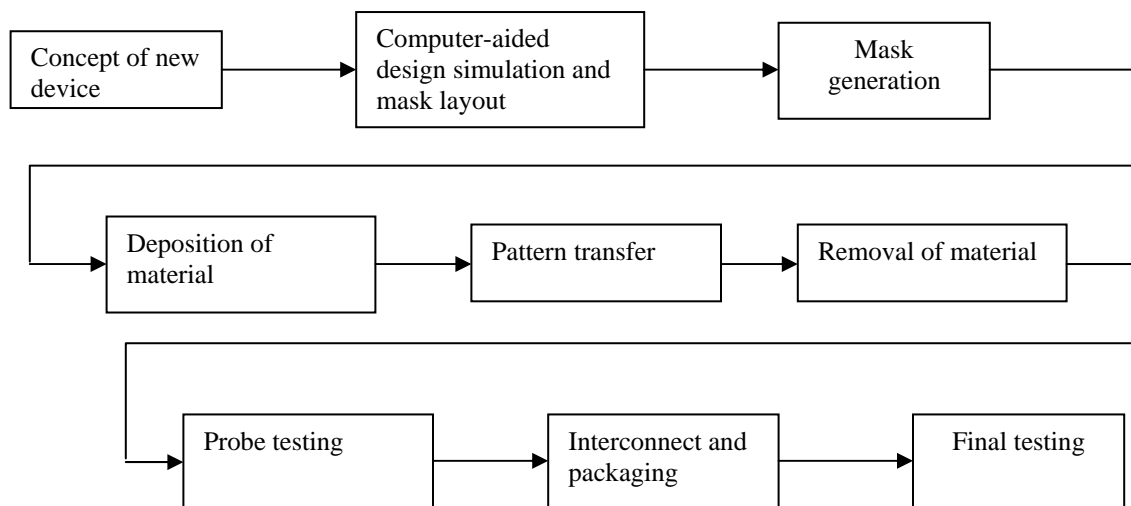 Concept of new
device
Computer-aided
design simulation and
mask layout
Mask
generation
Deposition of
material
Pattern transfer
Removal of material
Probe testing
Interconnect and
packaging
Final testing